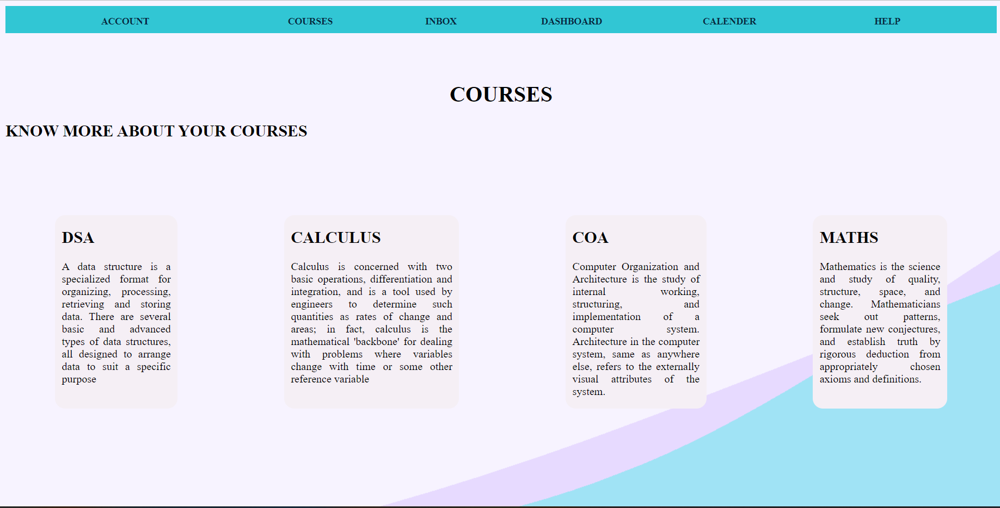 ACCOUNT COURSES INBOX DASHBOARD CALENDER HELP
COURSES
KNOW MORE ABOUT YOUR COURSES
DSA
A data structure is a
specialized format for
organizing, processing,
retrieving and storing
data. There are several
basic and advanced
types of data structures,
all designed to arrange
data to suit a specific
purpose
CALCULUS
Calculus is concerned with two
basic operations, differentiation and
integration, and is a tool used by
engineers to determine such
quantities as rates of change and
areas; in fact, calculus is the
mathematical 'backbone' for dealing
with problems where variables
change with time or some other
reference variable
COA
Computer Organization and
Architecture is the study of
internal working,
structuring, and
implementation of a
computer system.
Architecture in the computer
system, same as anywhere
else, refers to the externally
visual attributes of the
system.
MATHS
Mathematics is the science
and study of quality,
structure, space, and
change. Mathematicians
seek out patterns,
formulate new conjectures,
and establish truth by
rigorous deduction from
appropriately chosen
axioms and definitions.